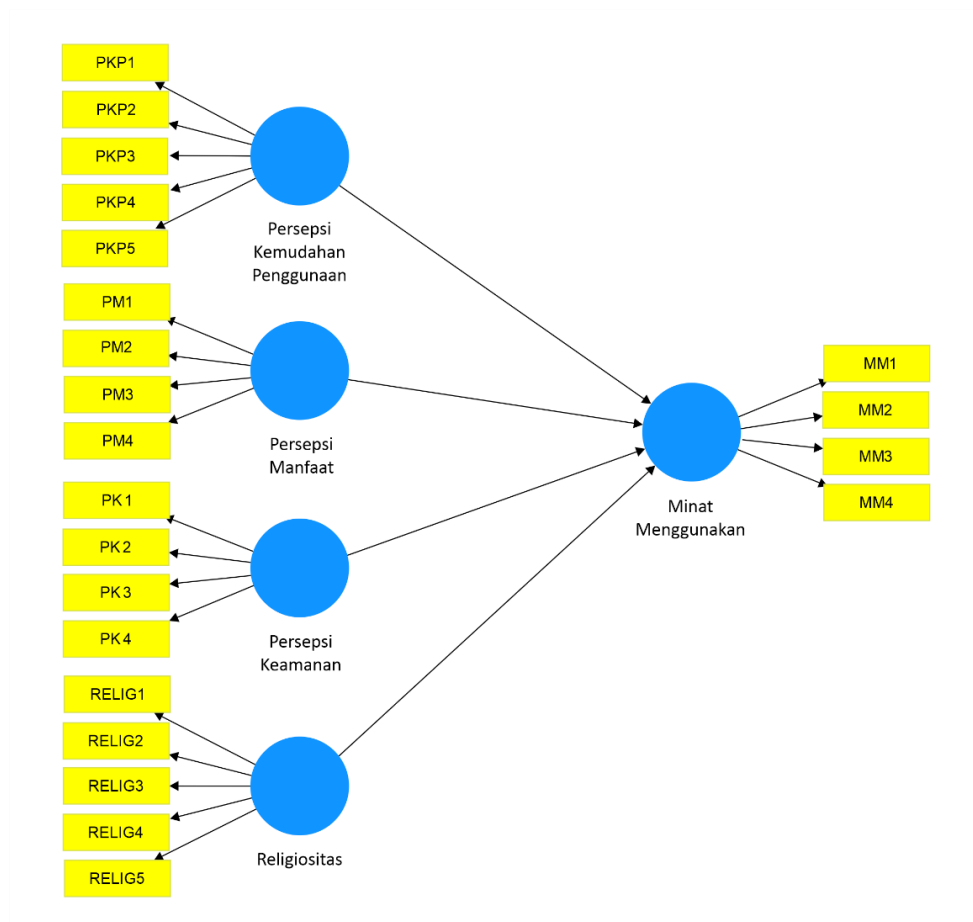 PKP1
PKP2
PKP3
PKP4
PKP5
Persepsi
Kemudahan
Penggunaan
PM1
PM2
PM3
PM4
Persepsi
Manfaat
PK1
PK2
PK3
PK4
Persepsi
Keamanan
RELIG1
RELIG2
RELIG3
RELIG4
RELIG5
Religiositas
Minat
Menggunakan
MM1
MM2
MM3
MM4